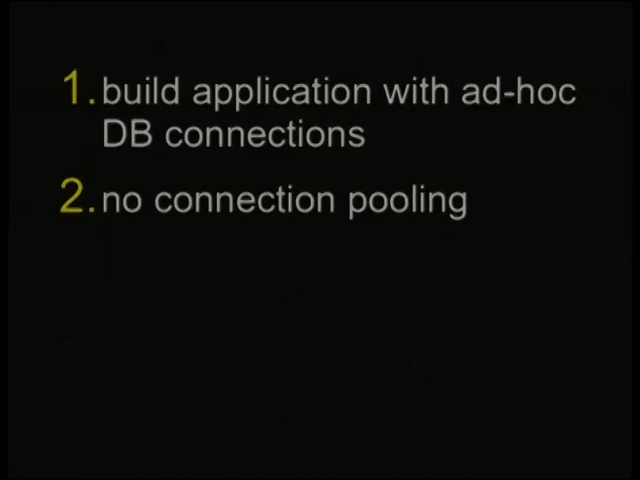 1. build application with ad-hoc
DB connections
2. no connection pooling